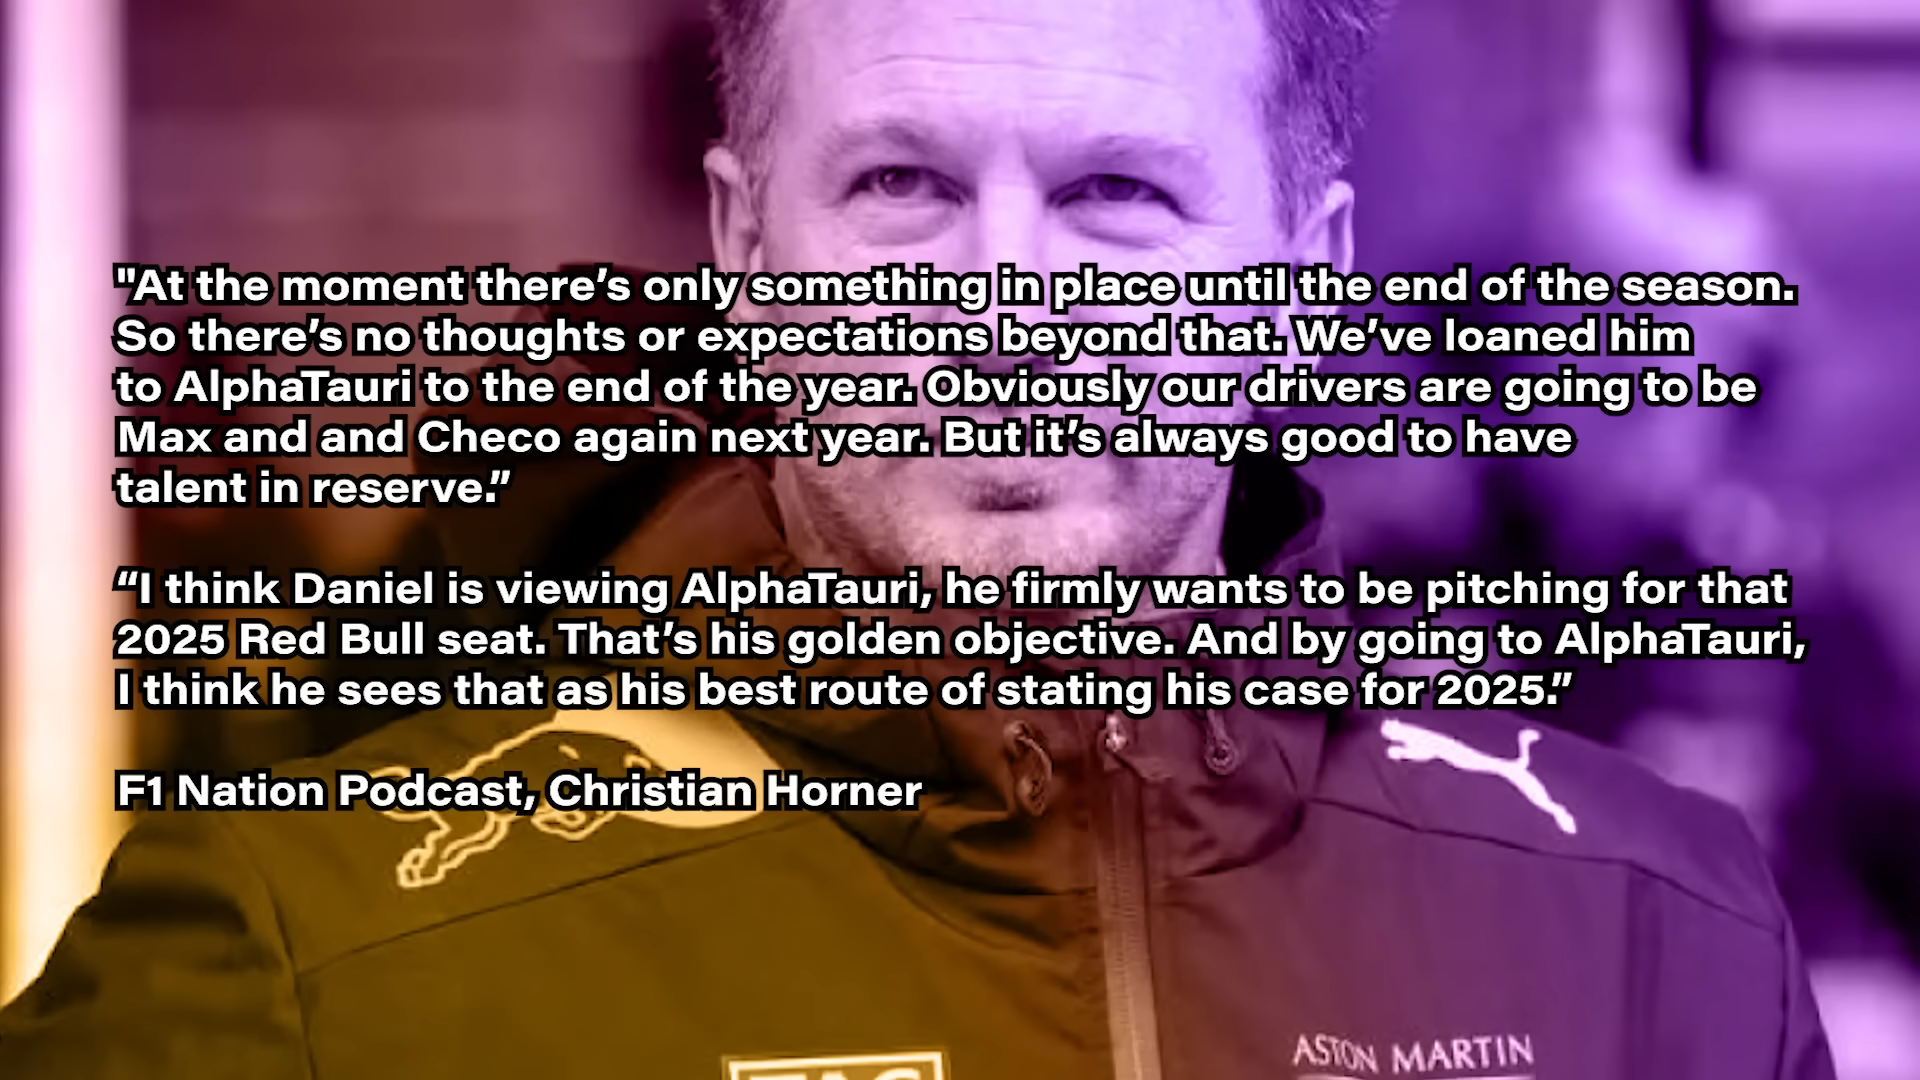 "At the moment there’s only something in place until the end of the season.
So there’s no thoughts or expectations beyond that. We’ve loaned him
to AlphaTauri to the end of the year. Obviously our drivers are going to be
Max and and Checo again next year. But it’s always good to have
talent in reserve.”
“I think Daniel is viewing AlphaTauri, he firmly wants to be pitching for that
2025 Red Bull seat. That’s his golden objective. And by going to AlphaTauri,
I think he sees that as his best route of stating his case for 2025.”
F1 Nation Podcast, Christian Horner
ASTON MARTIN
TAG